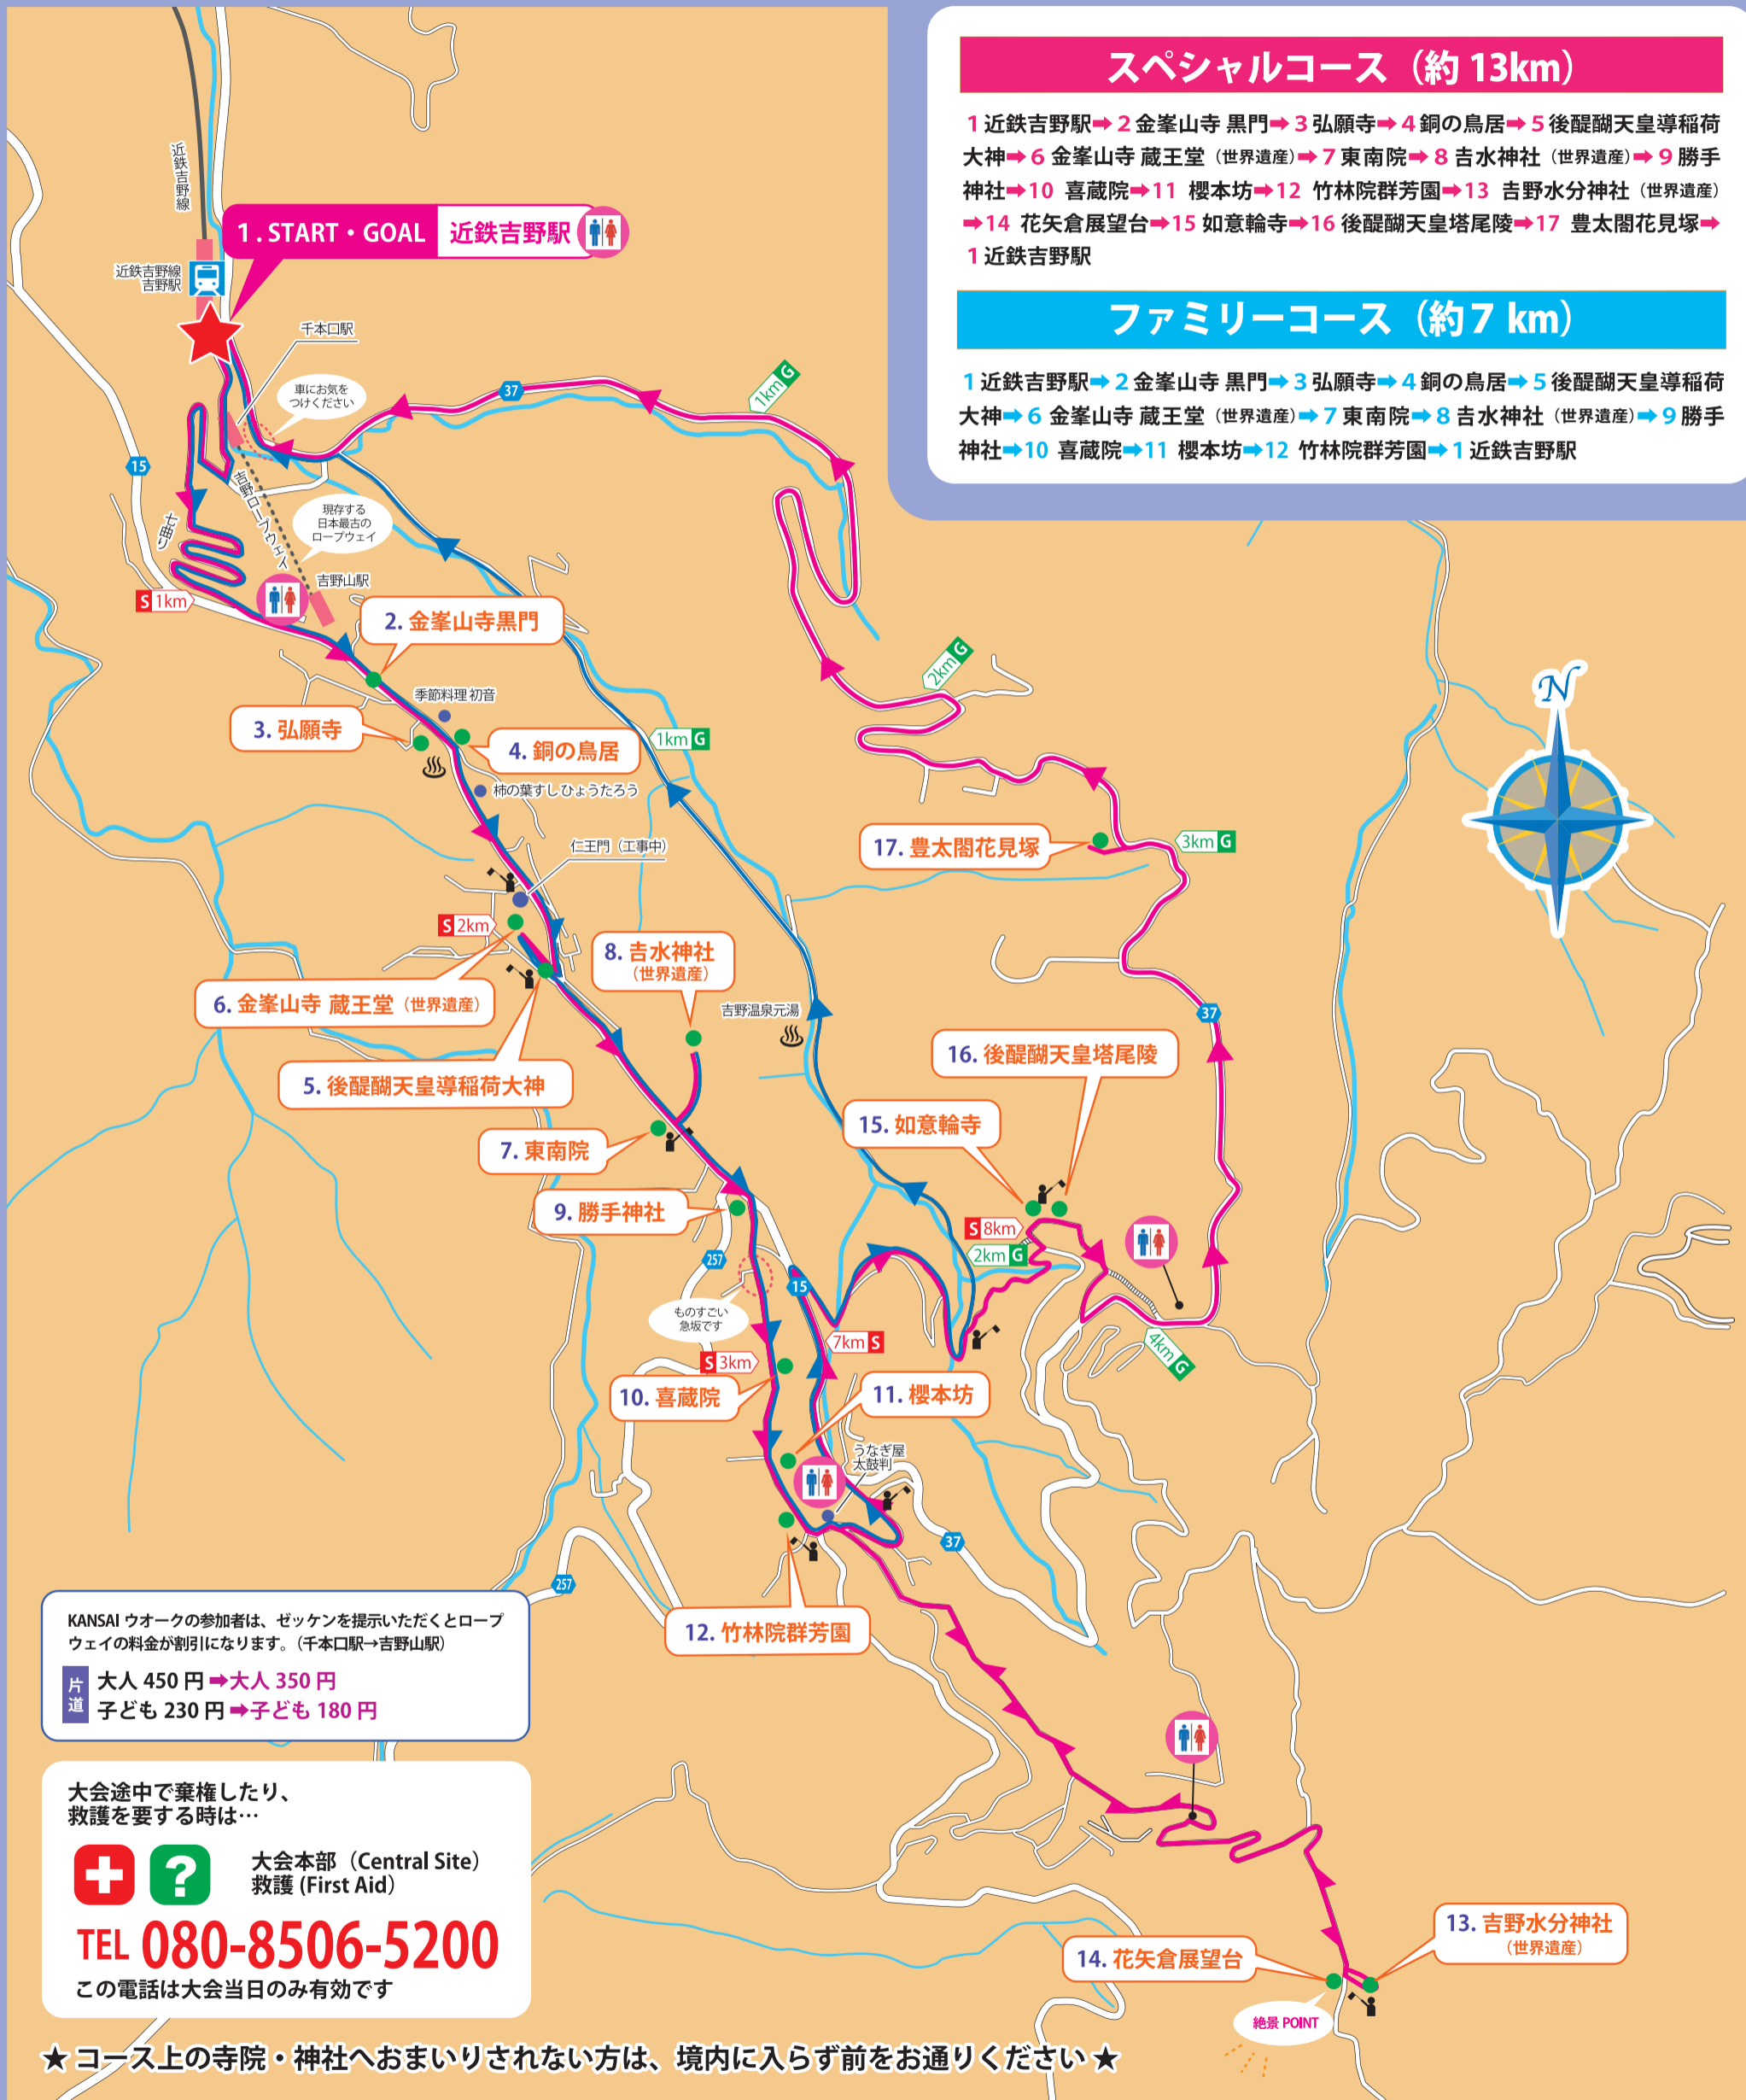 スペシャルコース（約 13km）
1 近鉄吉野駅➡2 金峯山寺 黒門➡3 弘願寺➡4 銅の鳥居➡5 後醍醐天皇導稲荷
大神➡6 金峯山寺 蔵王堂（世界遺産）➡7 東南院➡8 吉水神社（世界遺産）➡9 勝手
神社➡10 喜蔵院➡11 櫻本坊➡12 竹林院群芳園➡13 吉野水分神社（世界遺産）
➡14 花矢倉展望台➡15 如意輪寺➡16 後醍醐天皇塔尾陵➡17 豊太閤花見塚➡
1 近鉄吉野駅
ファミリーコース（約７ km）
1 近鉄吉野駅➡2 金峯山寺 黒門➡3 弘願寺➡4 銅の鳥居➡5 後醍醐天皇導稲荷
大神➡6 金峯山寺 蔵王堂（世界遺産）➡7 東南院➡8 吉水神社（世界遺産）➡9 勝手
神社➡10 喜蔵院➡11 櫻本坊➡12 竹林院群芳園➡1 近鉄吉野駅
近鉄吉野線
1 . START・GOAL 近鉄吉野駅
近鉄吉野線
吉野駅
千本口駅
車にお気を
つけください
37
1km G
15
吉野ロープウェイ
現存する
日本最古の
ロープウェイ
七曲り
吉野山駅
S 1km
2. 金峯山寺黒門
2km G
季節料理 初音
3. 弘願寺
4. 銅の鳥居
1km G
N
柿の葉すし ひょうたろう
仁王門（工事中）
17. 豊太閤花見塚
3km G
S 2km
8. 吉水神社
（世界遺産）
6. 金峯山寺 蔵王堂（世界遺産）
吉野温泉元湯
37
16. 後醍醐天皇塔尾陵
5. 後醍醐天皇導稲荷大神
15. 如意輪寺
7. 東南院
9. 勝手神社
S 8km
2km G
257
15
ものすごい
急坂です
7km S
4km G
S 3km
10. 喜蔵院
11. 櫻本坊
うなぎ屋
太鼓判
37
257
12. 竹林院群芳園
KANSAI ウオークの参加者は、ゼッケンを提示いただくとロープ
ウェイの料金が割引になります。（千本口駅→吉野山駅）
片道
大人 450 円➡大人 350 円
子ども 230 円➡子ども 180 円
大会途中で棄権したり、
救護を要する時は…
?
大会本部（Central Site）
救護 (First Aid）
TEL 080-8506-5200
この電話は大会当日のみ有効です
13. 吉野水分神社
（世界遺産）
14. 花矢倉展望台
絶景 POINT
★ コース上の寺院・神社へおまいりされない方は、境内に入らず前をお通りください ★